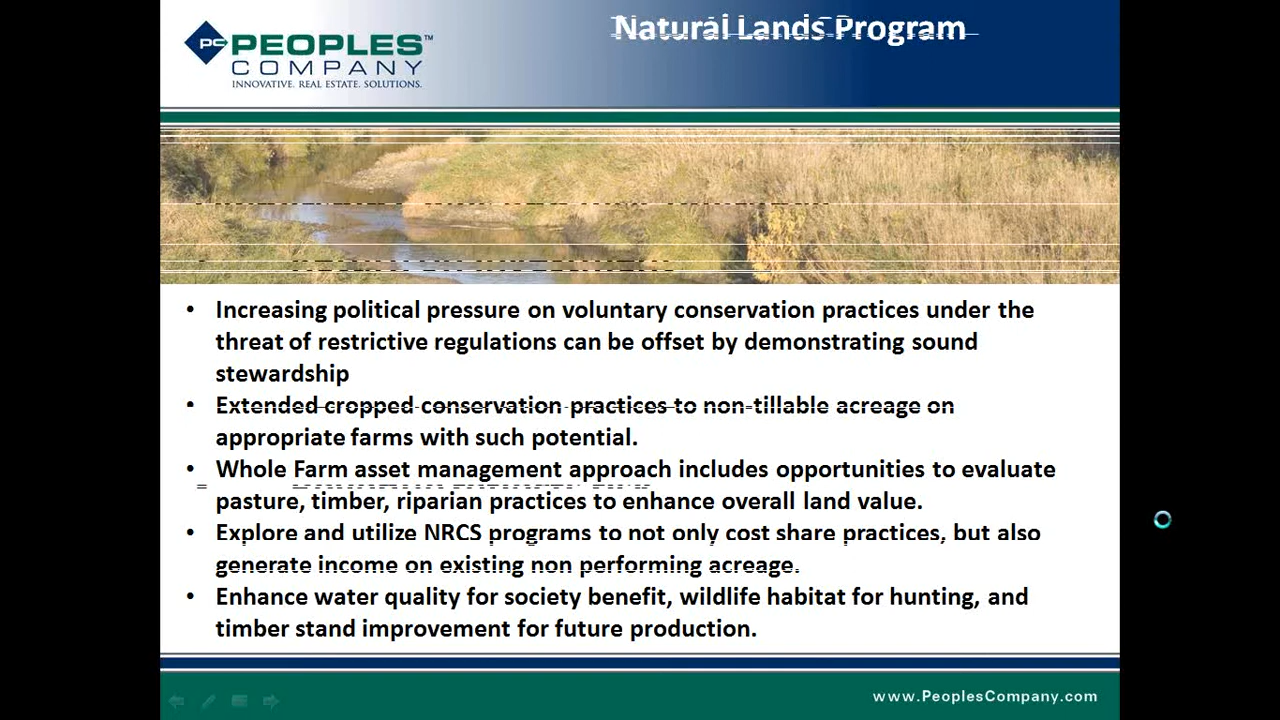 Natural Lands Program
PC PEOPLES™
COMPANY
INNOVATIVE. REAL ESTATE. SOLUTIONS.
• Increasing political pressure on voluntary conservation practices under the
threat of restrictive regulations can be offset by demonstrating sound
stewardship
• Extended cropped conservation practices to non-tillable acreage on
appropriate farms with such potential.
• Whole Farm asset management approach includes opportunities to evaluate
pasture, timber, riparian practices to enhance overall land value.
• Explore and utilize NRCS programs to not only cost share practices, but also
generate income on existing non performing acreage.
• Enhance water quality for society benefit, wildlife habitat for hunting, and
timber stand improvement for future production.
www.PeoplesCompany.com